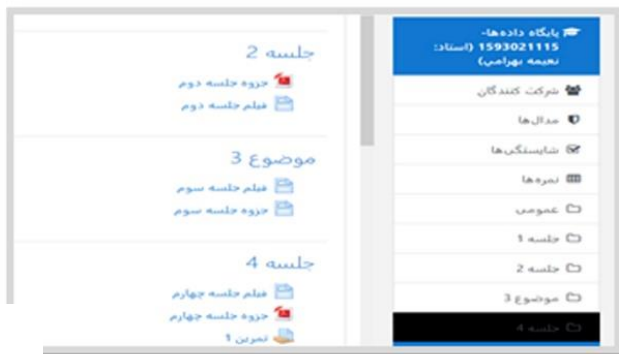 پایگاه داده‌ها-
1593021115 (استاد:
نعیمه بهرامی)
شرکت کنندگان
مدال‌ها
شایستگی‌ها
نمره‌ها
عمومی
جلسه 1
جلسه 2
موضوع 3
جلسه 4
جلسه 2
جزوه جلسه دوم
فیلم جلسه دوم
موضوع 3
فیلم جلسه سوم
جزوه جلسه سوم
جلسه 4
فیلم جلسه چهارم
جزوه جلسه چهارم
تمرین 1